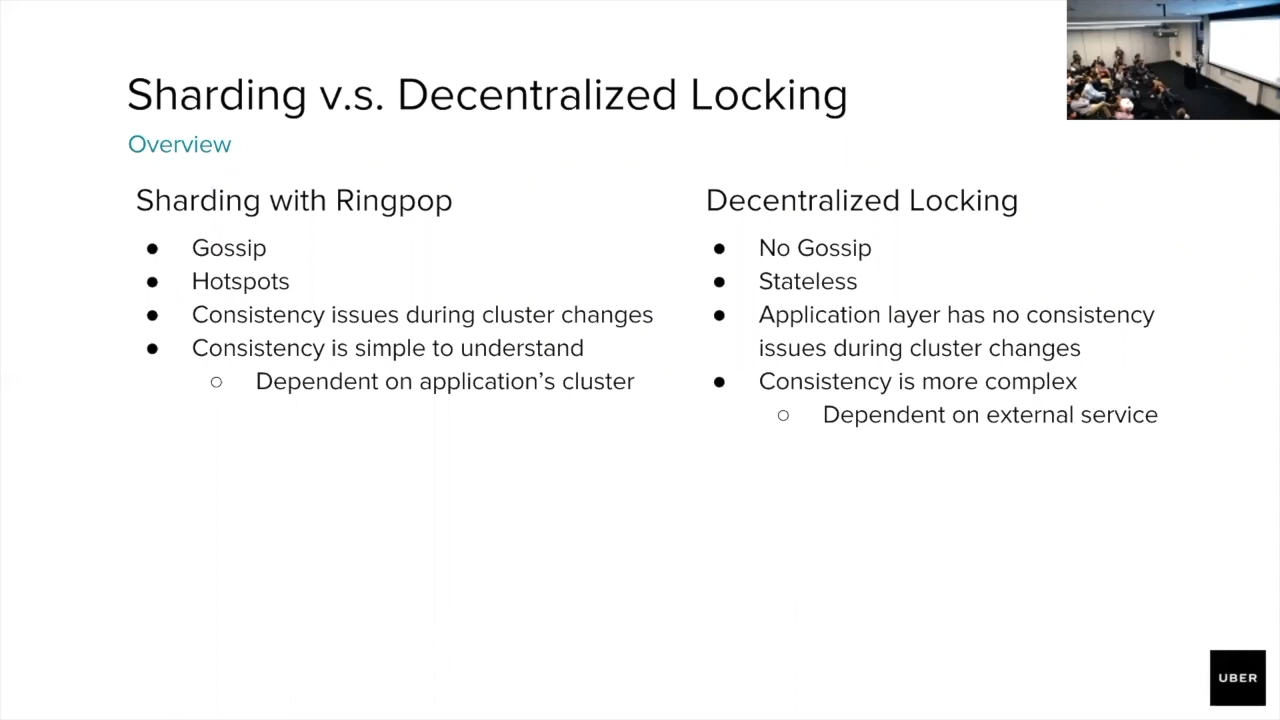 Sharding v.s. Decentralized Locking
Overview
Sharding with Ringpop
● Gossip
● Hotspots
● Consistency issues during cluster changes
● Consistency is simple to understand
○ Dependent on application's cluster
Decentralized Locking
● No Gossip
● Stateless
● Application layer has no consistency
issues during cluster changes
● Consistency is more complex
○ Dependent on external service
UBER